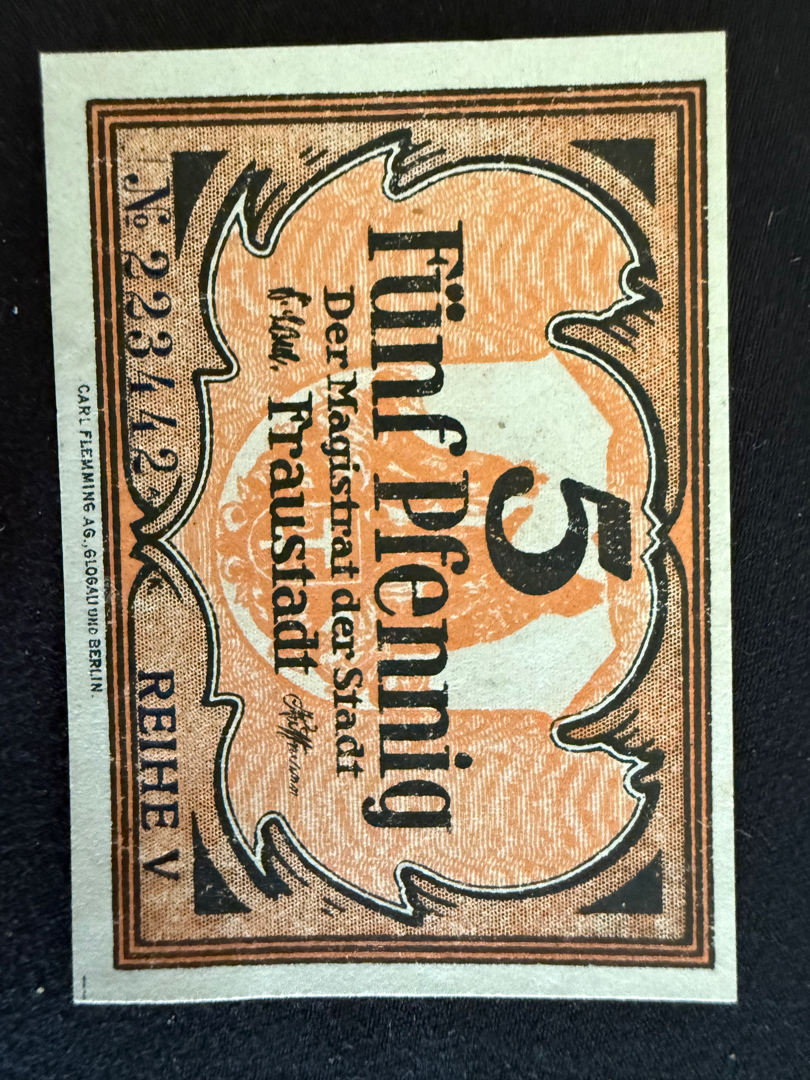 5
Fünf Pfennig
Der Magistrat der Stadt
Fraustadt
№ 223442 *
REIHE V
CARL FLEMMING AG., GLOGAU UND BERLIN.